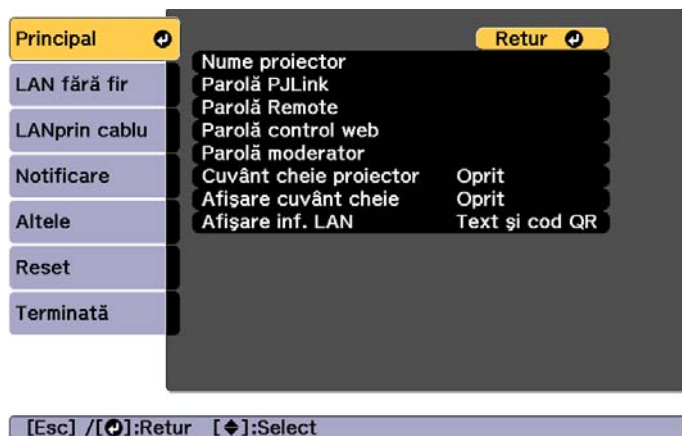 Principal
LAN fără fir
LANprin cablu
Notificare
Altele
Reset
Terminată
Retur
Nume proiector
Parolă PJLink
Parolă Remote
Parolă control web
Parolă moderator
Cuvânt cheie proiector Oprit
Afişare cuvânt cheie Oprit
Afişare inf. LAN Text şi cod QR
[Esc] /[↵]:Retur [◆]:Select